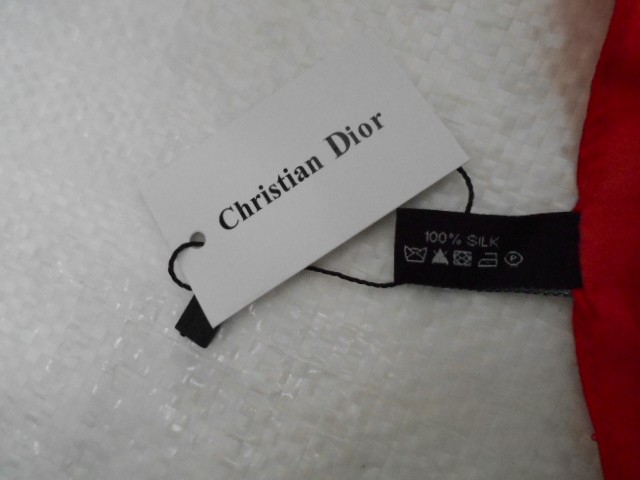 Christian Dior
100% SILK
P